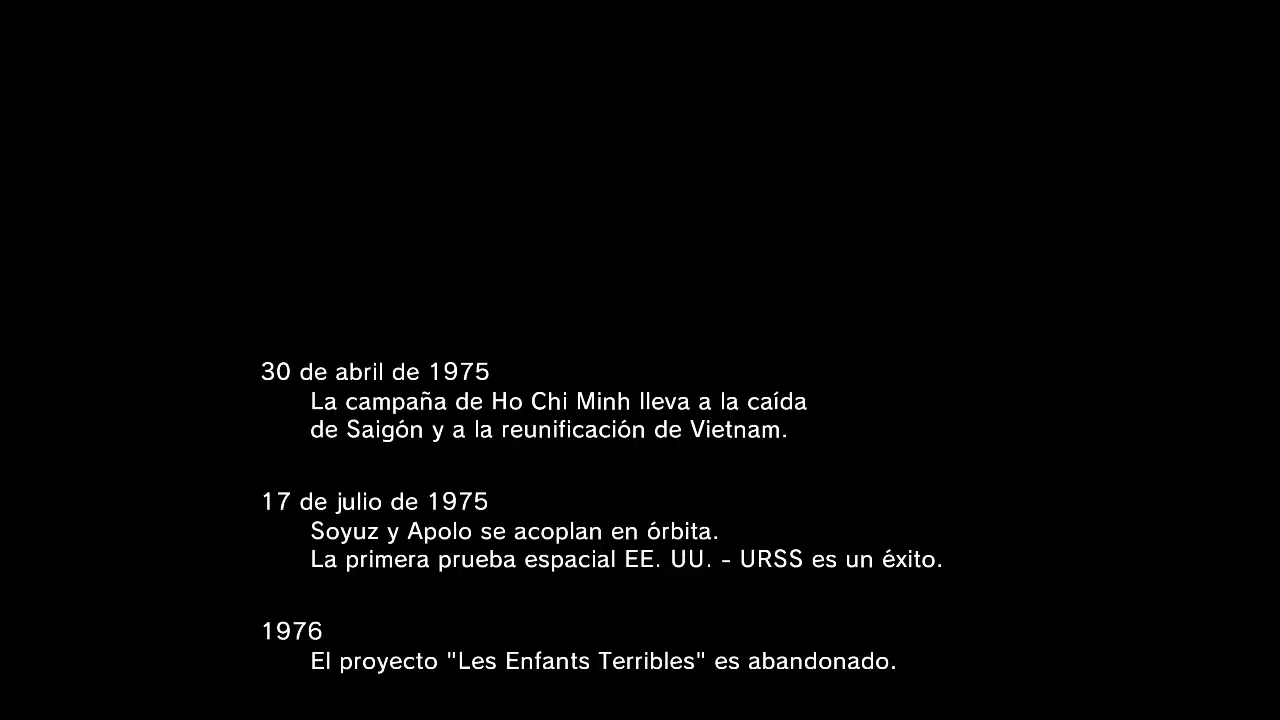 30 de abril de 1975
La campaña de Ho Chi Minh lleva a la caída
de Saigón y a la reunificación de Vietnam.
17 de julio de 1975
Soyuz y Apolo se acoplan en órbita.
La primera prueba espacial EE. UU. - URSS es un éxito.
1976
El proyecto "Les Enfants Terribles" es abandonado.